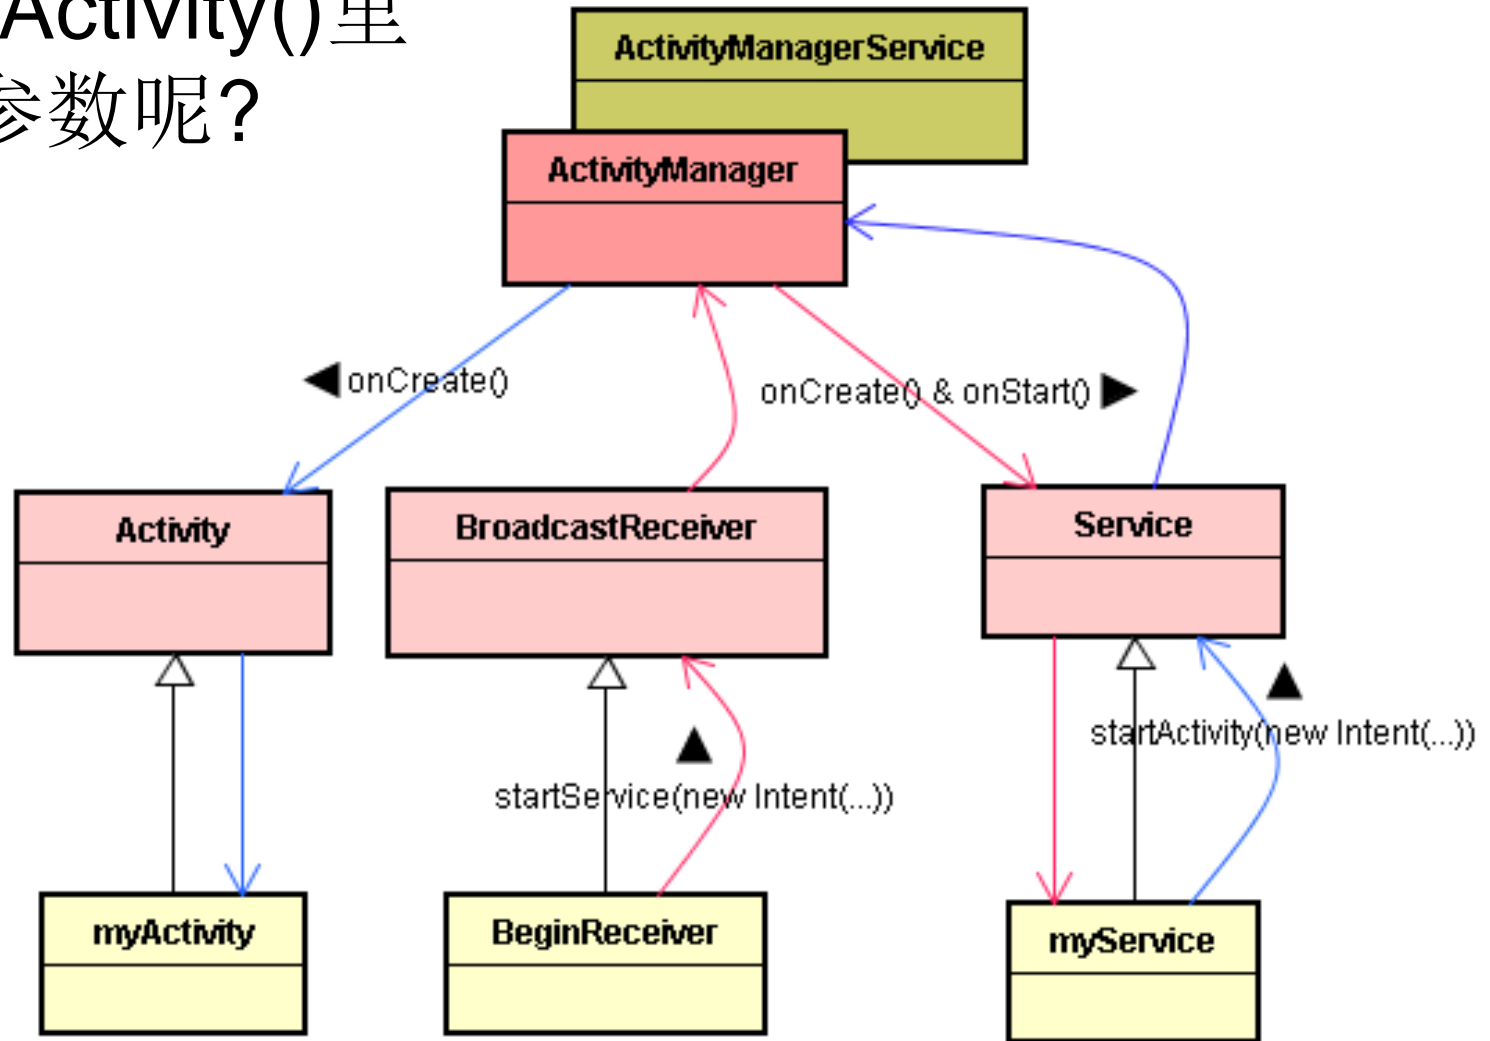 Activity()里
参数呢?
ActivityManagerService
ActivityManager
onCreate()
onCreate() & onStart()
Activity
BroadcastReceiver
Service
startActivity(new Intent(...))
startService(new Intent(...))
myActivity
BeginReceiver
myService